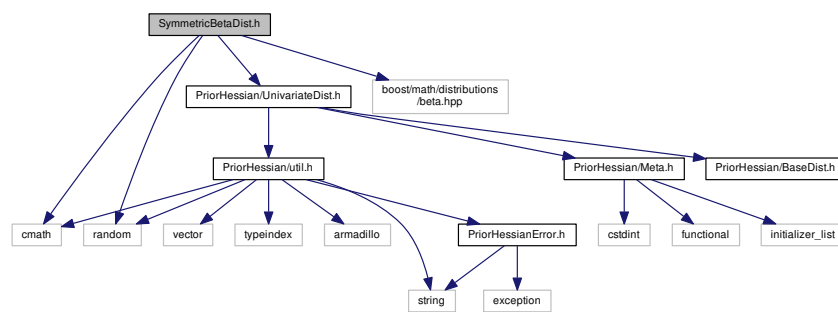 SymmetricBetaDist.h
PriorHessian/UnivariateDist.h
boost/math/distributions
/beta.hpp
PriorHessian/util.h
PriorHessian/Meta.h
PriorHessian/BaseDist.h
cmath
random
vector
typeindex
armadillo
PriorHessianError.h
cstdint
functional
initializer_list
string
exception